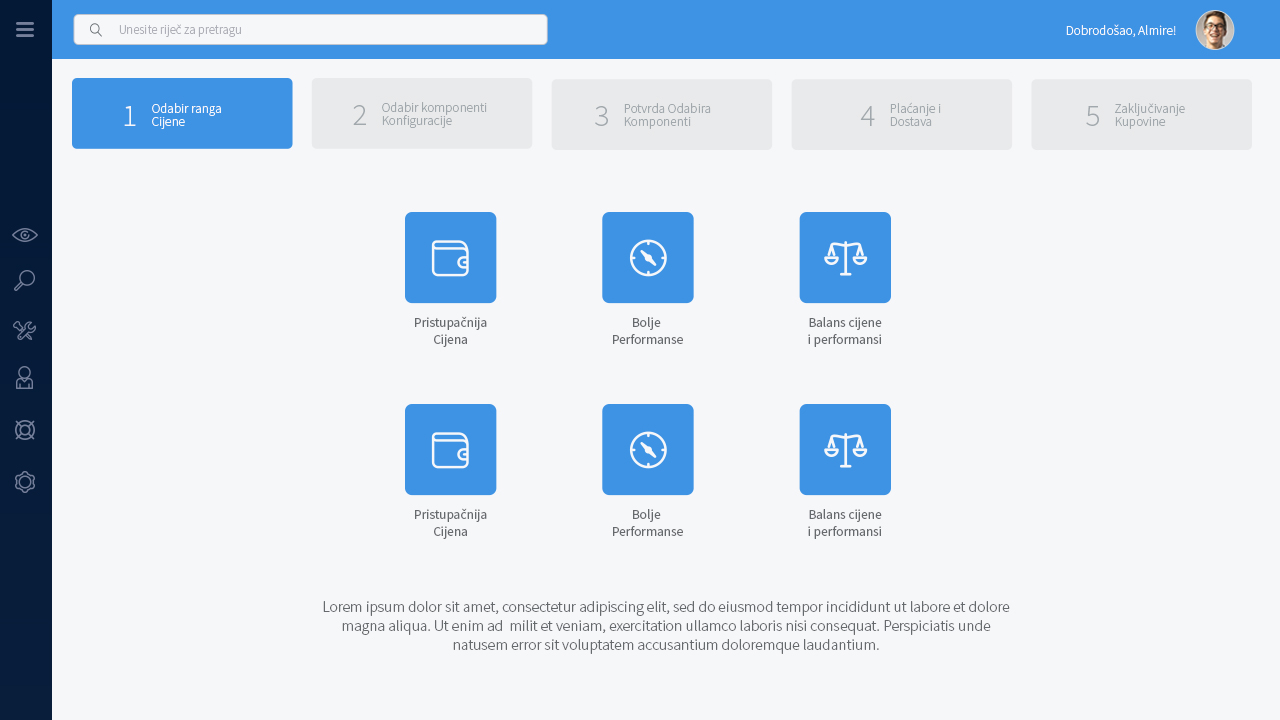 Unesite riječ za pretragu
Dobrodošao, Almire!
1
Odabir ranga
Cijene
2
Odabir komponenti
Konfiguracije
3
Potvrda Odabira
Komponenti
4
Plaćanje i
Dostava
5
Zaključivanje
Kupovine
Pristupačnija
Cijena
Bolje
Performanse
Balans cijene
i performansi
Pristupačnija
Cijena
Bolje
Performanse
Balans cijene
i performansi
Lorem ipsum dolor sit amet, consectetur adipiscing elit, sed do eiusmod tempor incididunt ut labore et dolore
magna aliqua. Ut enim ad  milit et veniam, exercitation ullamco laboris nisi consequat. Perspiciatis unde
natusem error sit voluptatem accusantium doloremque laudantium.